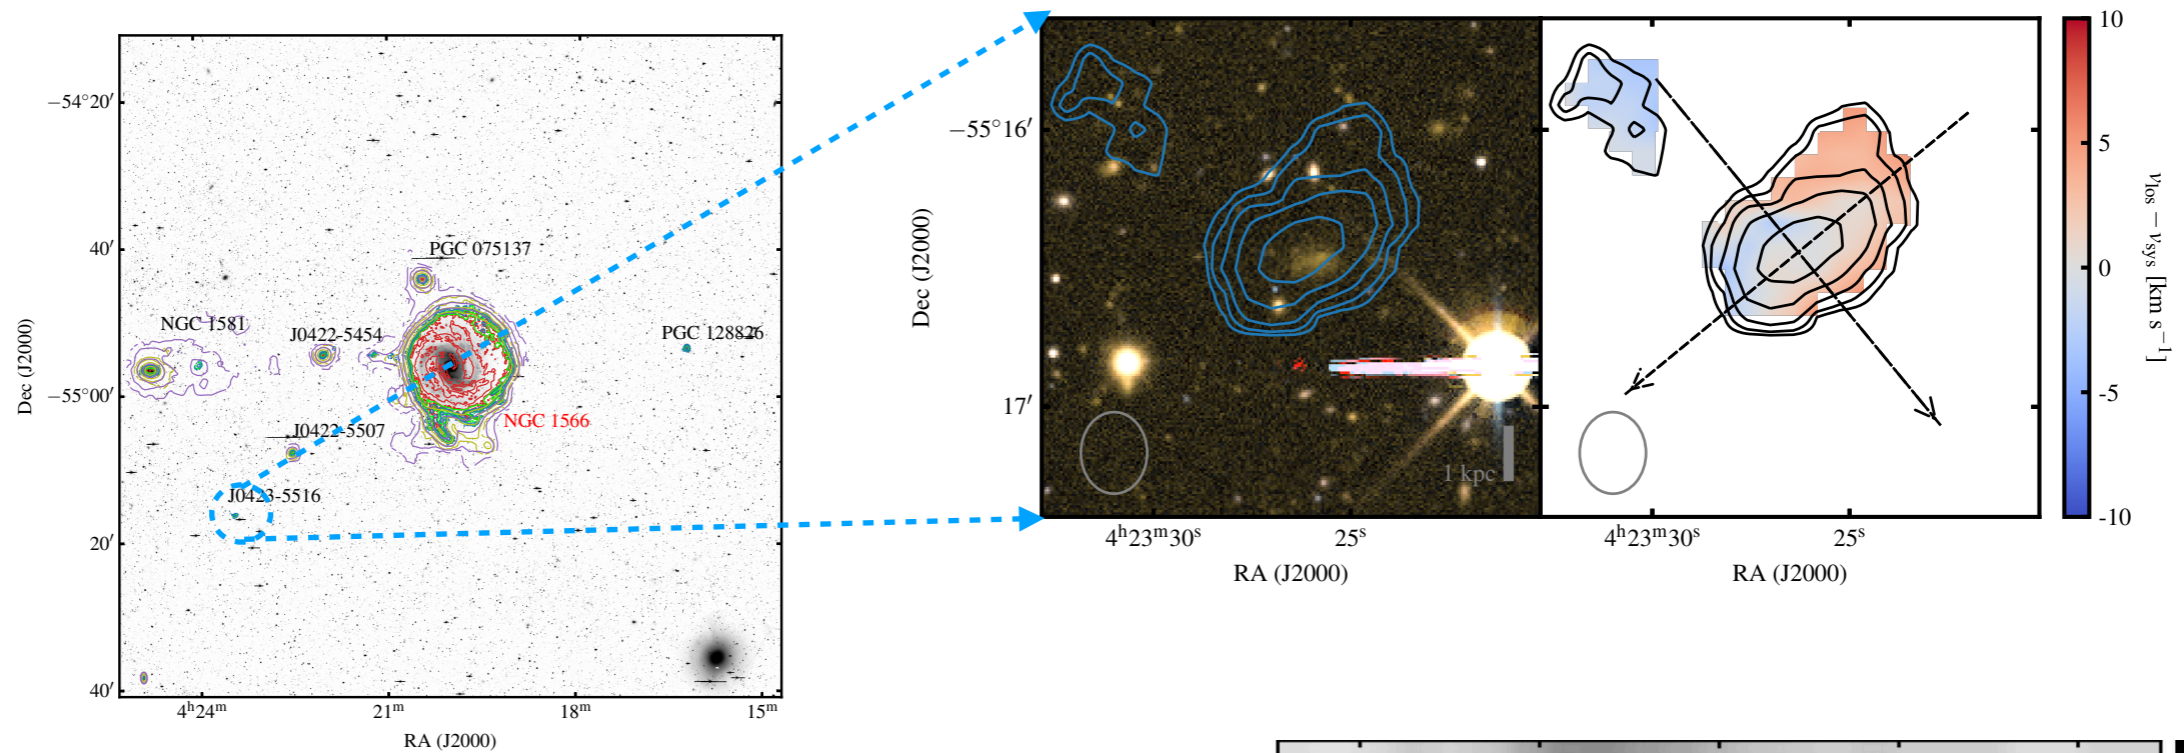 −54°20′
40′
−55°00′
20′
40′
Dec (J2000)
4ʰ24ᵐ
21ᵐ
18ᵐ
15ᵐ
RA (J2000)
PGC 075137
NGC 1581
J0422-5454
PGC 128826
NGC 1566
J0422-5507
J0423-5516
−55°16′
17′
Dec (J2000)
1 kpc
4ʰ23ᵐ30ˢ
25ˢ
RA (J2000)
4ʰ23ᵐ30ˢ
25ˢ
RA (J2000)
10
5
0
-5
-10
νlos − νsys [km s⁻¹]